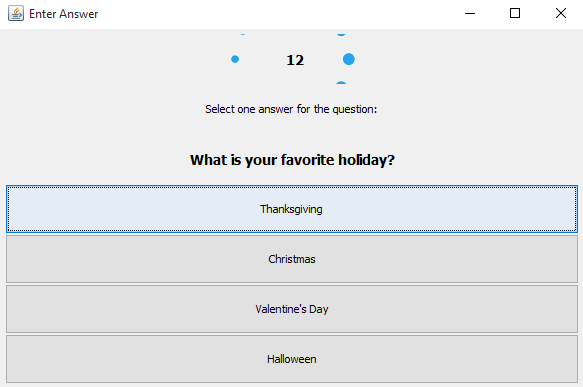 Enter Answer
12
Select one answer for the question:
What is your favorite holiday?
Thanksgiving
Christmas
Valentine's Day
Halloween